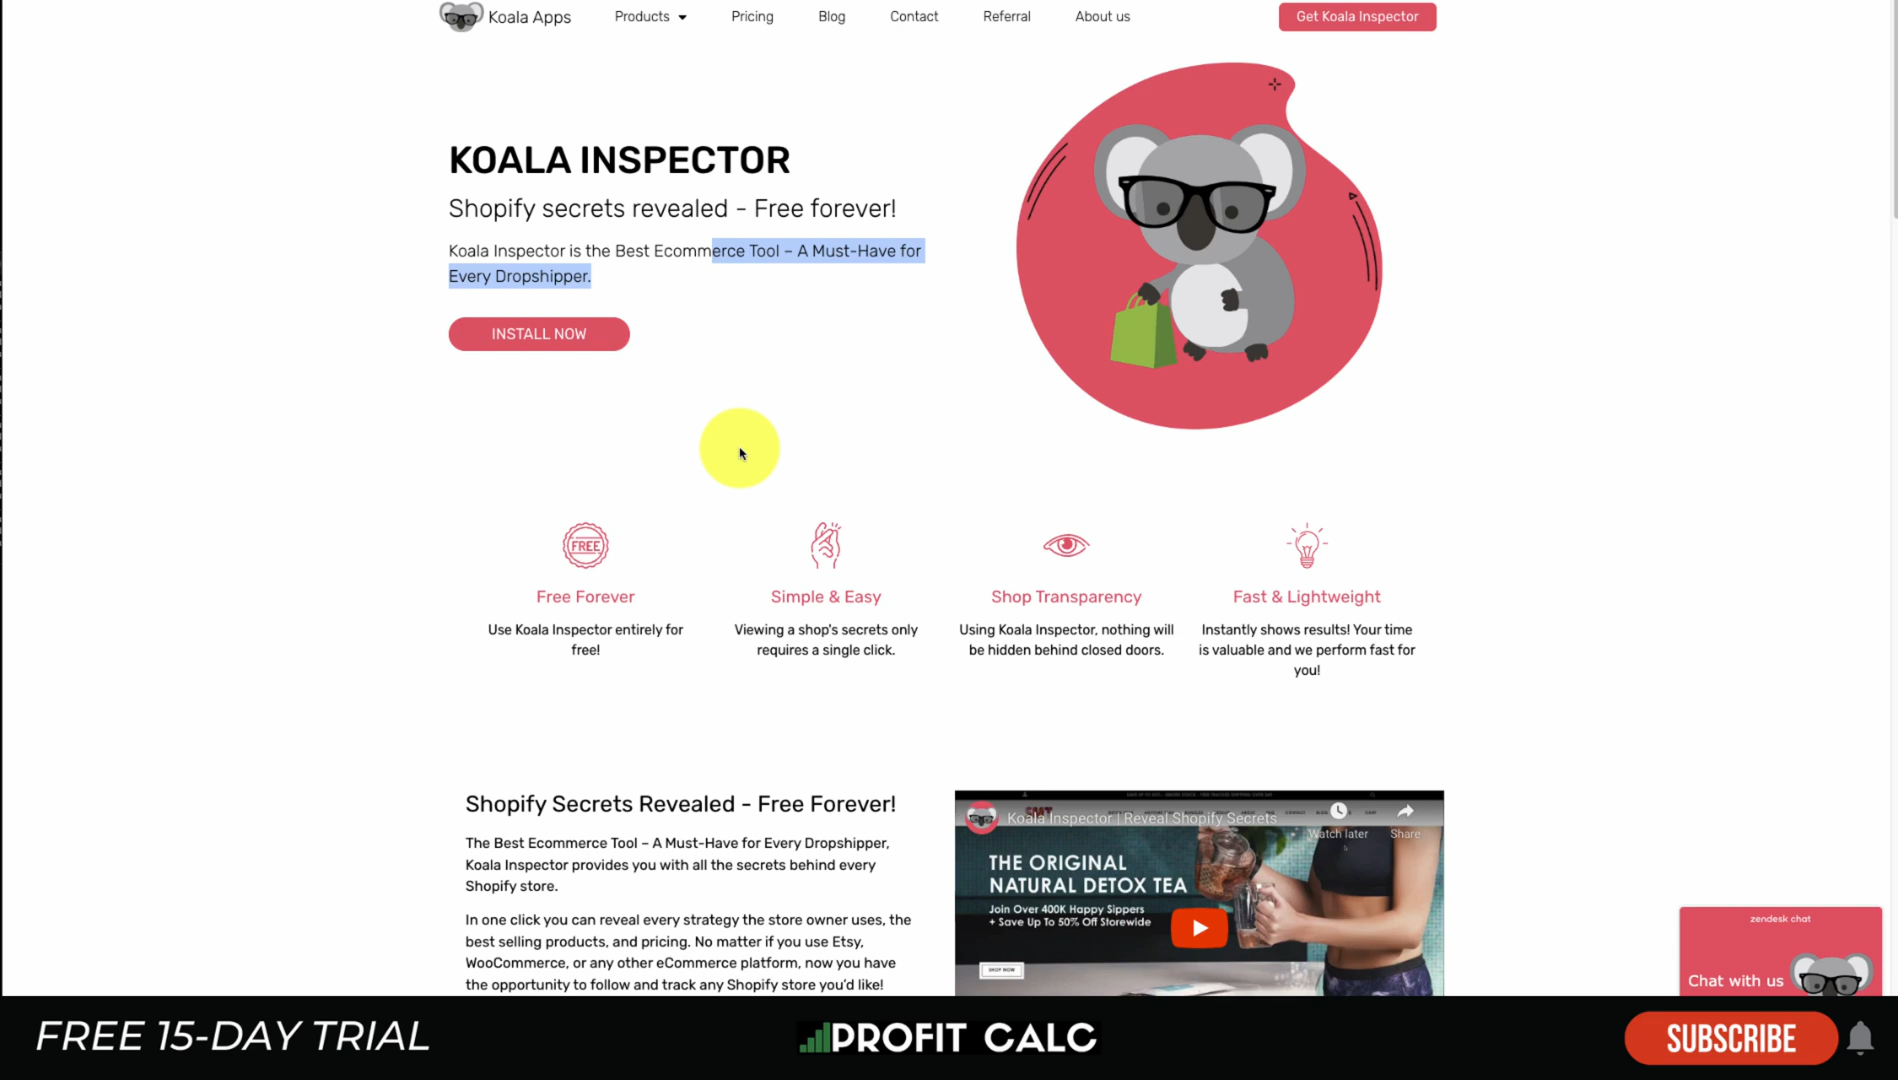 Koala Apps
Products
Pricing
Blog
Contact
Referral
About us
Get Koala Inspector
KOALA INSPECTOR
Shopify secrets revealed - Free forever!
Koala Inspector is the Best Ecommerce Tool – A Must-Have for
Every Dropshipper.
INSTALL NOW
FREE
Free Forever
Use Koala Inspector entirely for
free!
Simple & Easy
Viewing a shop's secrets only
requires a single click.
Shop Transparency
Using Koala Inspector, nothing will
be hidden behind closed doors.
Fast & Lightweight
Instantly shows results! Your time
is valuable and we perform fast for
you!
Shopify Secrets Revealed - Free Forever!
The Best Ecommerce Tool – A Must-Have for Every Dropshipper,
Koala Inspector provides you with all the secrets behind every
Shopify store.
In one click you can reveal every strategy the store owner uses, the
best selling products, and pricing. No matter if you use Etsy,
WooCommerce, or any other eCommerce platform, now you have
the opportunity to follow and track any Shopify store you'd like!
Koala Inspector | Reveal Shopify Secrets
Watch later
Share
THE ORIGINAL
NATURAL DETOX TEA
Join Over 400K Happy Sippers
+ Save Up To 50% Off Storewide
SHOP NOW
zendesk chat
Chat with us
FREE 15-DAY TRIAL
PROFIT CALC
SUBSCRIBE